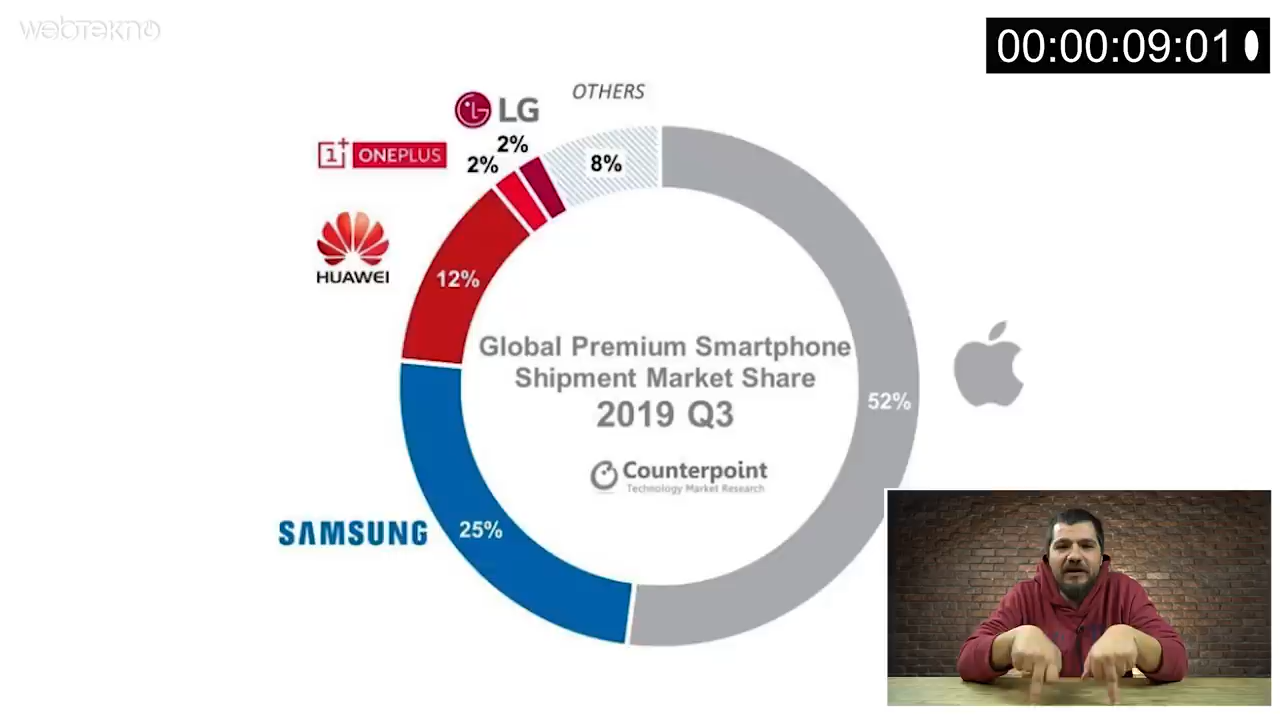 webtekno
00:00:09:01
OTHERS
LG
2%
8%
1+ ONEPLUS
2%
HUAWEI
12%
Global Premium Smartphone
Shipment Market Share
2019 Q3
52%
Counterpoint
Technology Market Research
SAMSUNG
25%